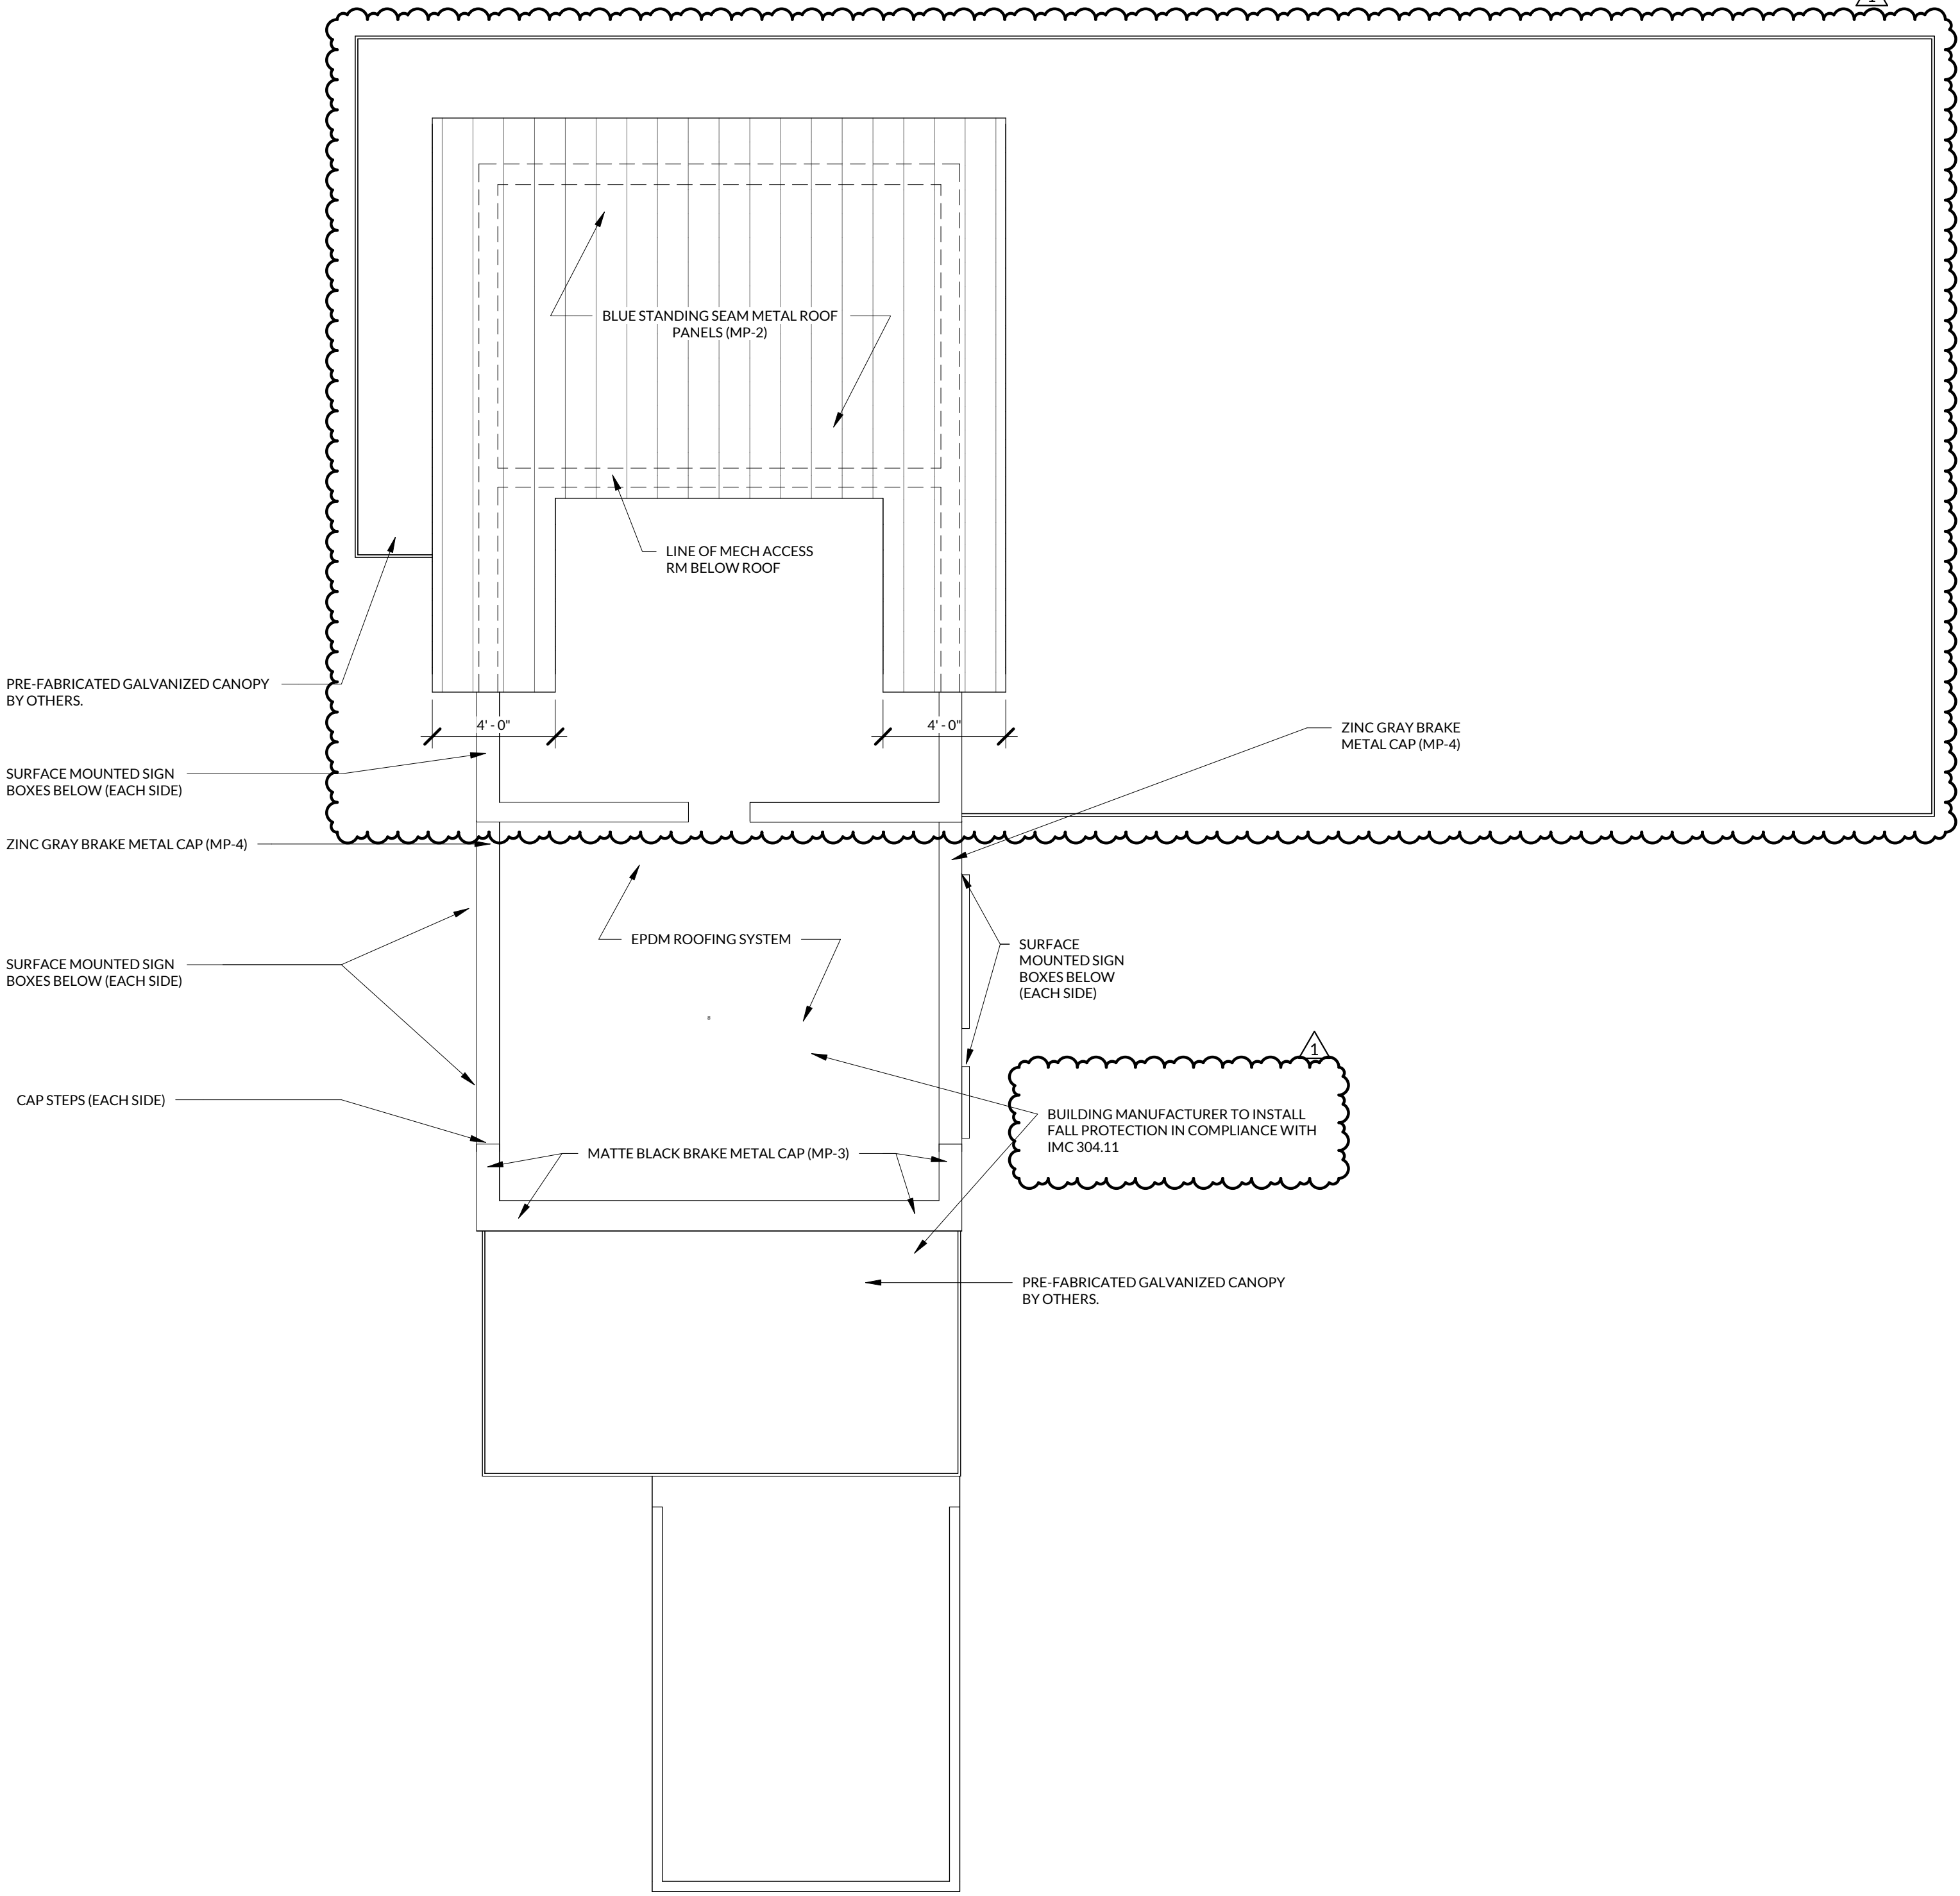 1
BLUE STANDING SEAM METAL ROOF
PANELS (MP-2)
LINE OF MECH ACCESS
RM BELOW ROOF
PRE-FABRICATED GALVANIZED CANOPY
BY OTHERS.
4' - 0"
4' - 0"
ZINC GRAY BRAKE
METAL CAP (MP-4)
SURFACE MOUNTED SIGN
BOXES BELOW (EACH SIDE)
ZINC GRAY BRAKE METAL CAP (MP-4)
EPDM ROOFING SYSTEM
SURFACE
MOUNTED SIGN
BOXES BELOW
(EACH SIDE)
SURFACE MOUNTED SIGN
BOXES BELOW (EACH SIDE)
1
CAP STEPS (EACH SIDE)
BUILDING MANUFACTURER TO INSTALL
FALL PROTECTION IN COMPLIANCE WITH
IMC 304.11
MATTE BLACK BRAKE METAL CAP (MP-3)
PRE-FABRICATED GALVANIZED CANOPY
BY OTHERS.